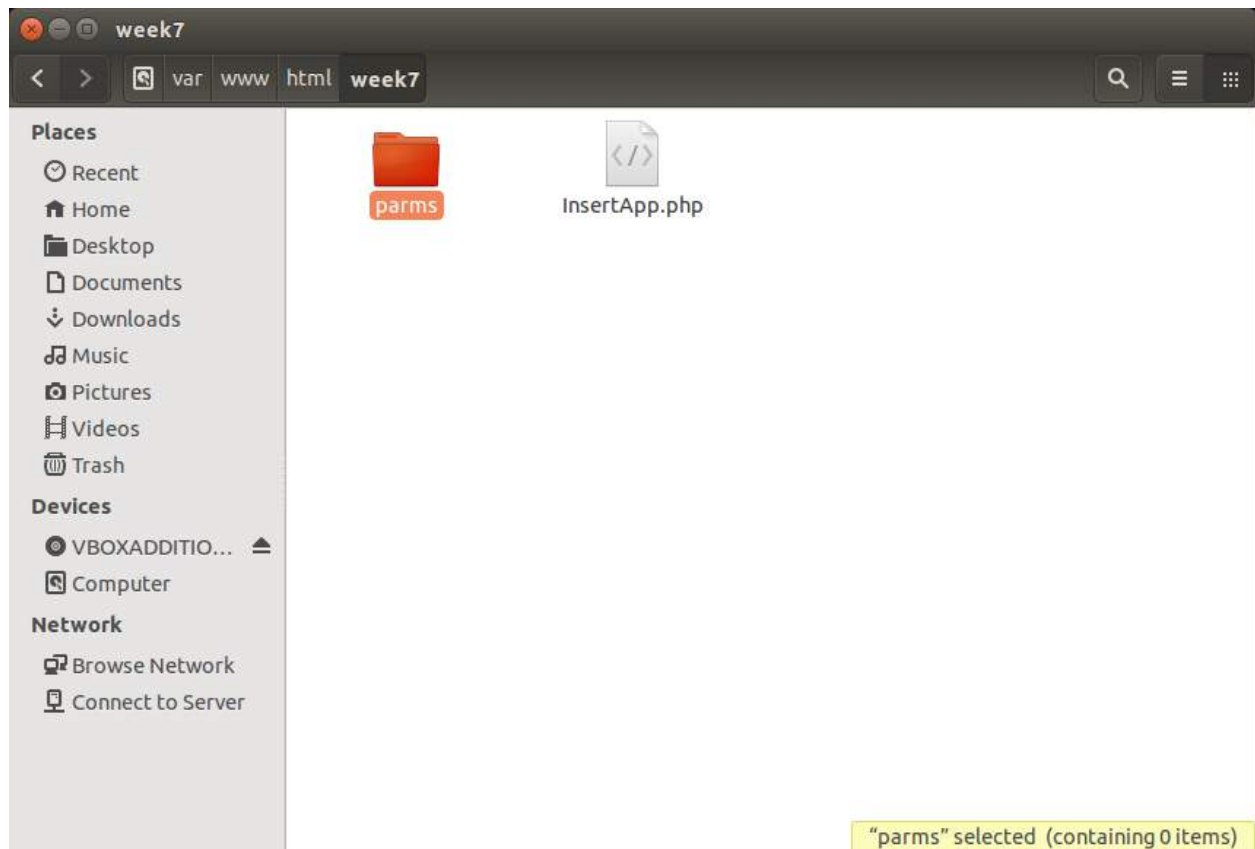 week7
var www html week7
Places
Recent
Home
Desktop
Documents
Downloads
Music
Pictures
Videos
Trash
Devices
VBOXADDITIO...
Computer
Network
Browse Network
Connect to Server
parms
InsertApp.php
"parms" selected (containing 0 items)